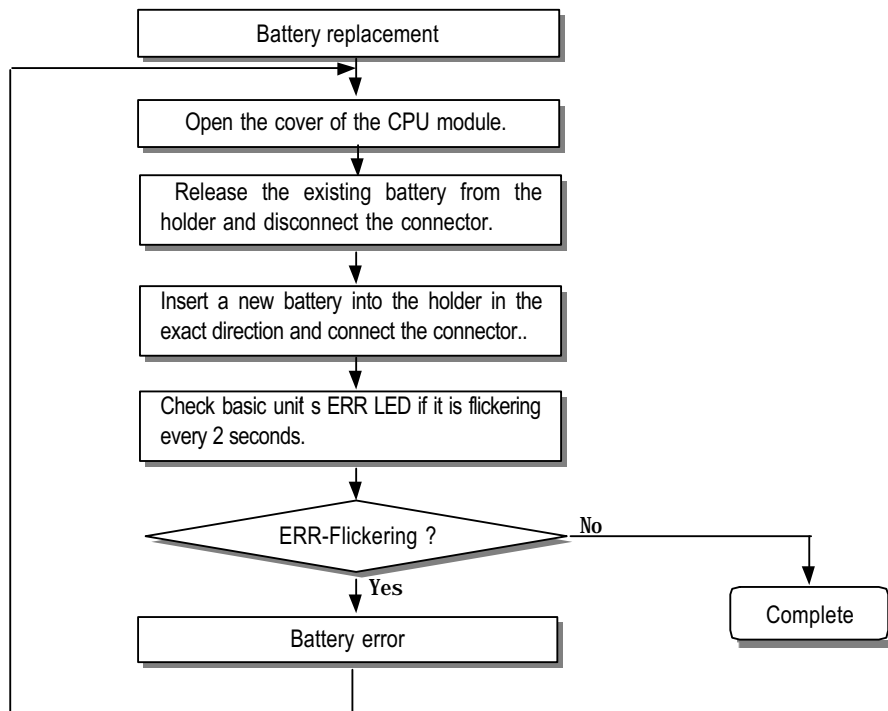 Battery replacement
Open the cover of the CPU module.
Release the existing battery from the
holder and disconnect the connector.
Insert a new battery into the holder in the
exact direction and connect the connector..
Check basic unit's ERR LED if it is flickering
every 2 seconds.
ERR-Flickering ?
No
Yes
Complete
Battery error